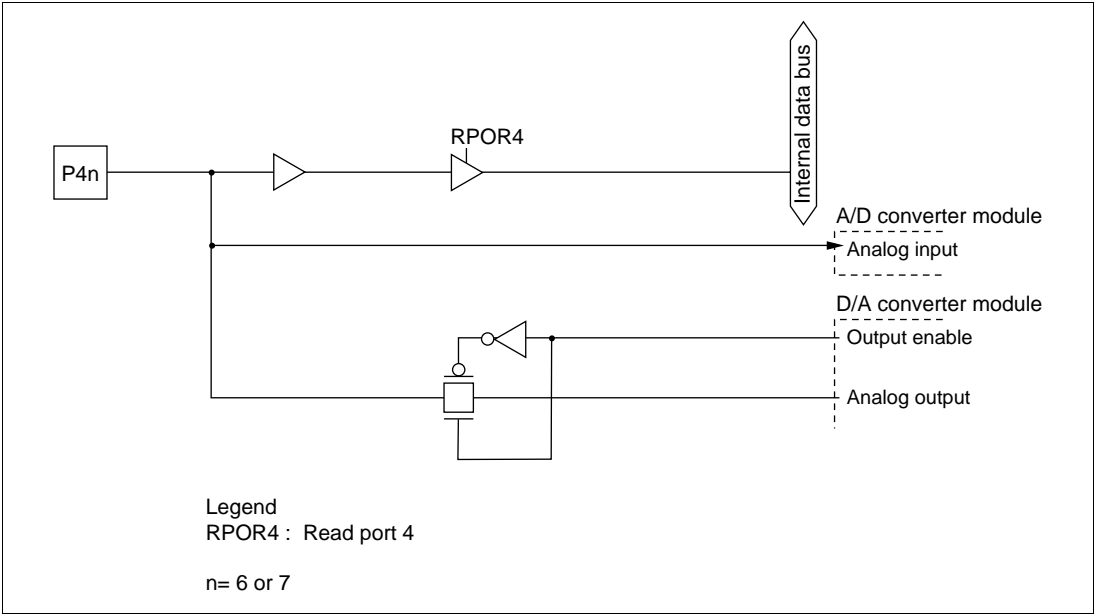 RPOR4
P4n
Internal data bus
A/D converter module
Analog input
D/A converter module
Output enable
Analog output
Legend
RPOR4 : Read port 4
n= 6 or 7